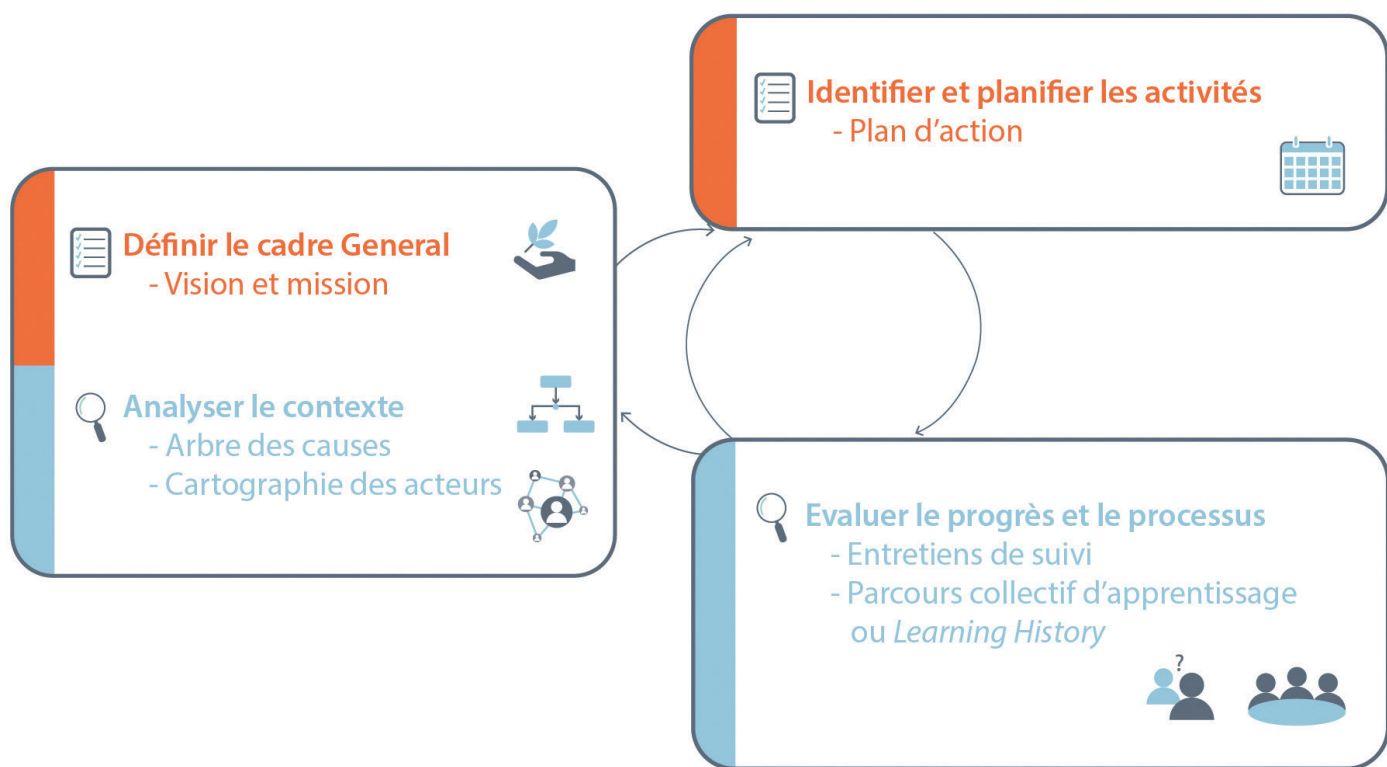 Définir le cadre General
- Vision et mission
Analyser le contexte
- Arbre des causes
- Cartographie des acteurs
Identifier et planifier les activités
- Plan d’action
Evaluer le progrès et le processus
- Entretiens de suivi
- Parcours collectif d’apprentissage
ou Learning History
?